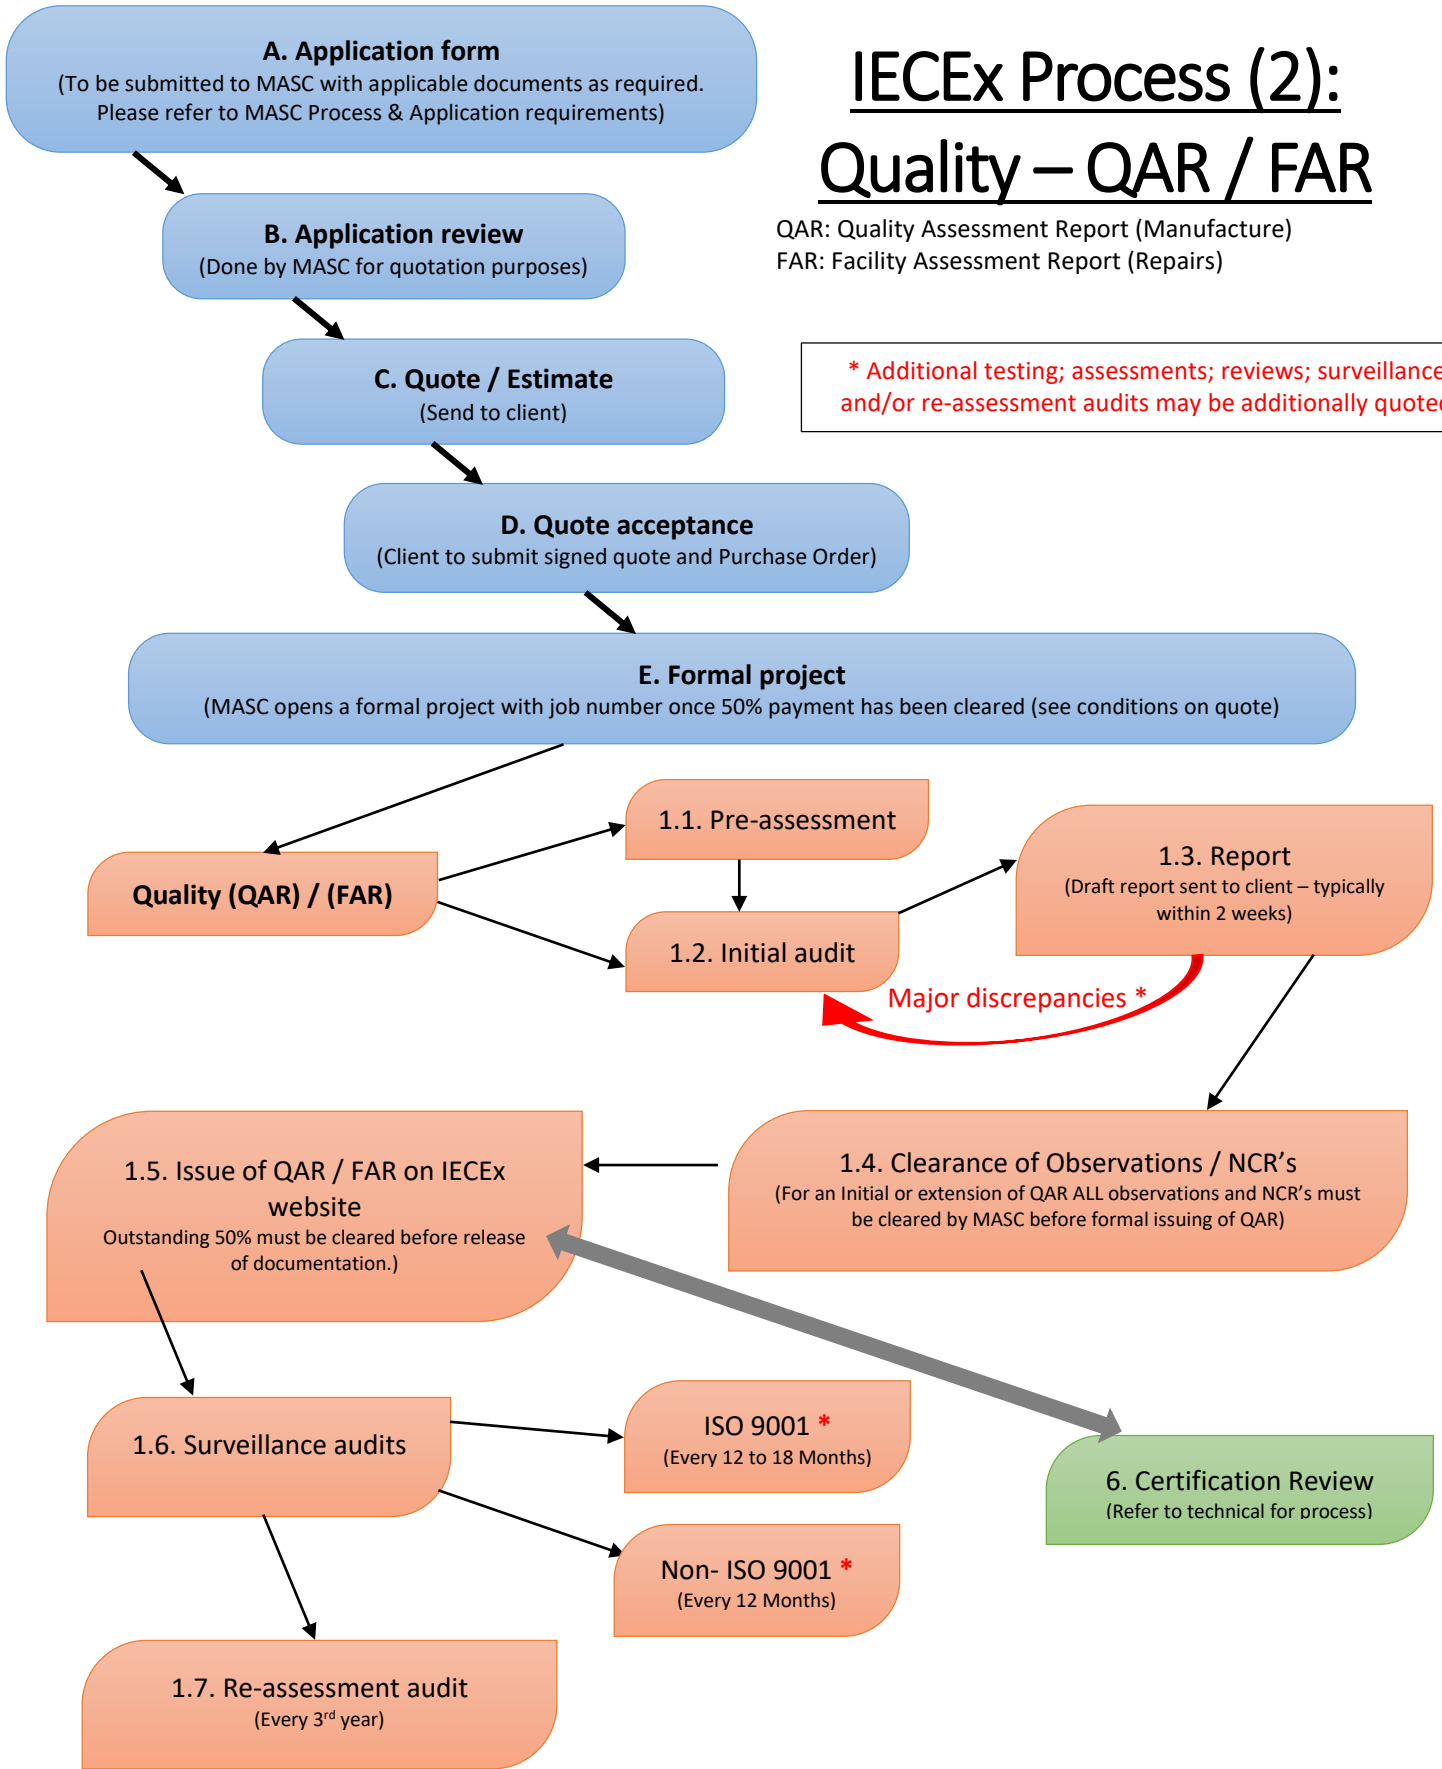 A. Application form
(To be submitted to MASC with applicable documents as required.
Please refer to MASC Process & Application requirements)
IECEx Process (2):
Quality – QAR / FAR
QAR: Quality Assessment Report (Manufacture)
FAR: Facility Assessment Report (Repairs)
B. Application review
(Done by MASC for quotation purposes)
C. Quote / Estimate
(Send to client)
* Additional testing; assessments; reviews; surveillance
and/or re-assessment audits may be additionally quoted
D. Quote acceptance
(Client to submit signed quote and Purchase Order)
E. Formal project
(MASC opens a formal project with job number once 50% payment has been cleared (see conditions on quote)
Quality (QAR) / (FAR)
1.1. Pre-assessment
1.2. Initial audit
1.3. Report
(Draft report sent to client – typically
within 2 weeks)
Major discrepancies *
1.4. Clearance of Observations / NCR’s
(For an Initial or extension of QAR ALL observations and NCR’s must
be cleared by MASC before formal issuing of QAR)
1.5. Issue of QAR / FAR on IECEx
website
Outstanding 50% must be cleared before release
of documentation.)
1.6. Surveillance audits
ISO 9001 *
(Every 12 to 18 Months)
Non- ISO 9001 *
(Every 12 Months)
6. Certification Review
(Refer to technical for process)
1.7. Re-assessment audit
(Every 3rd year)